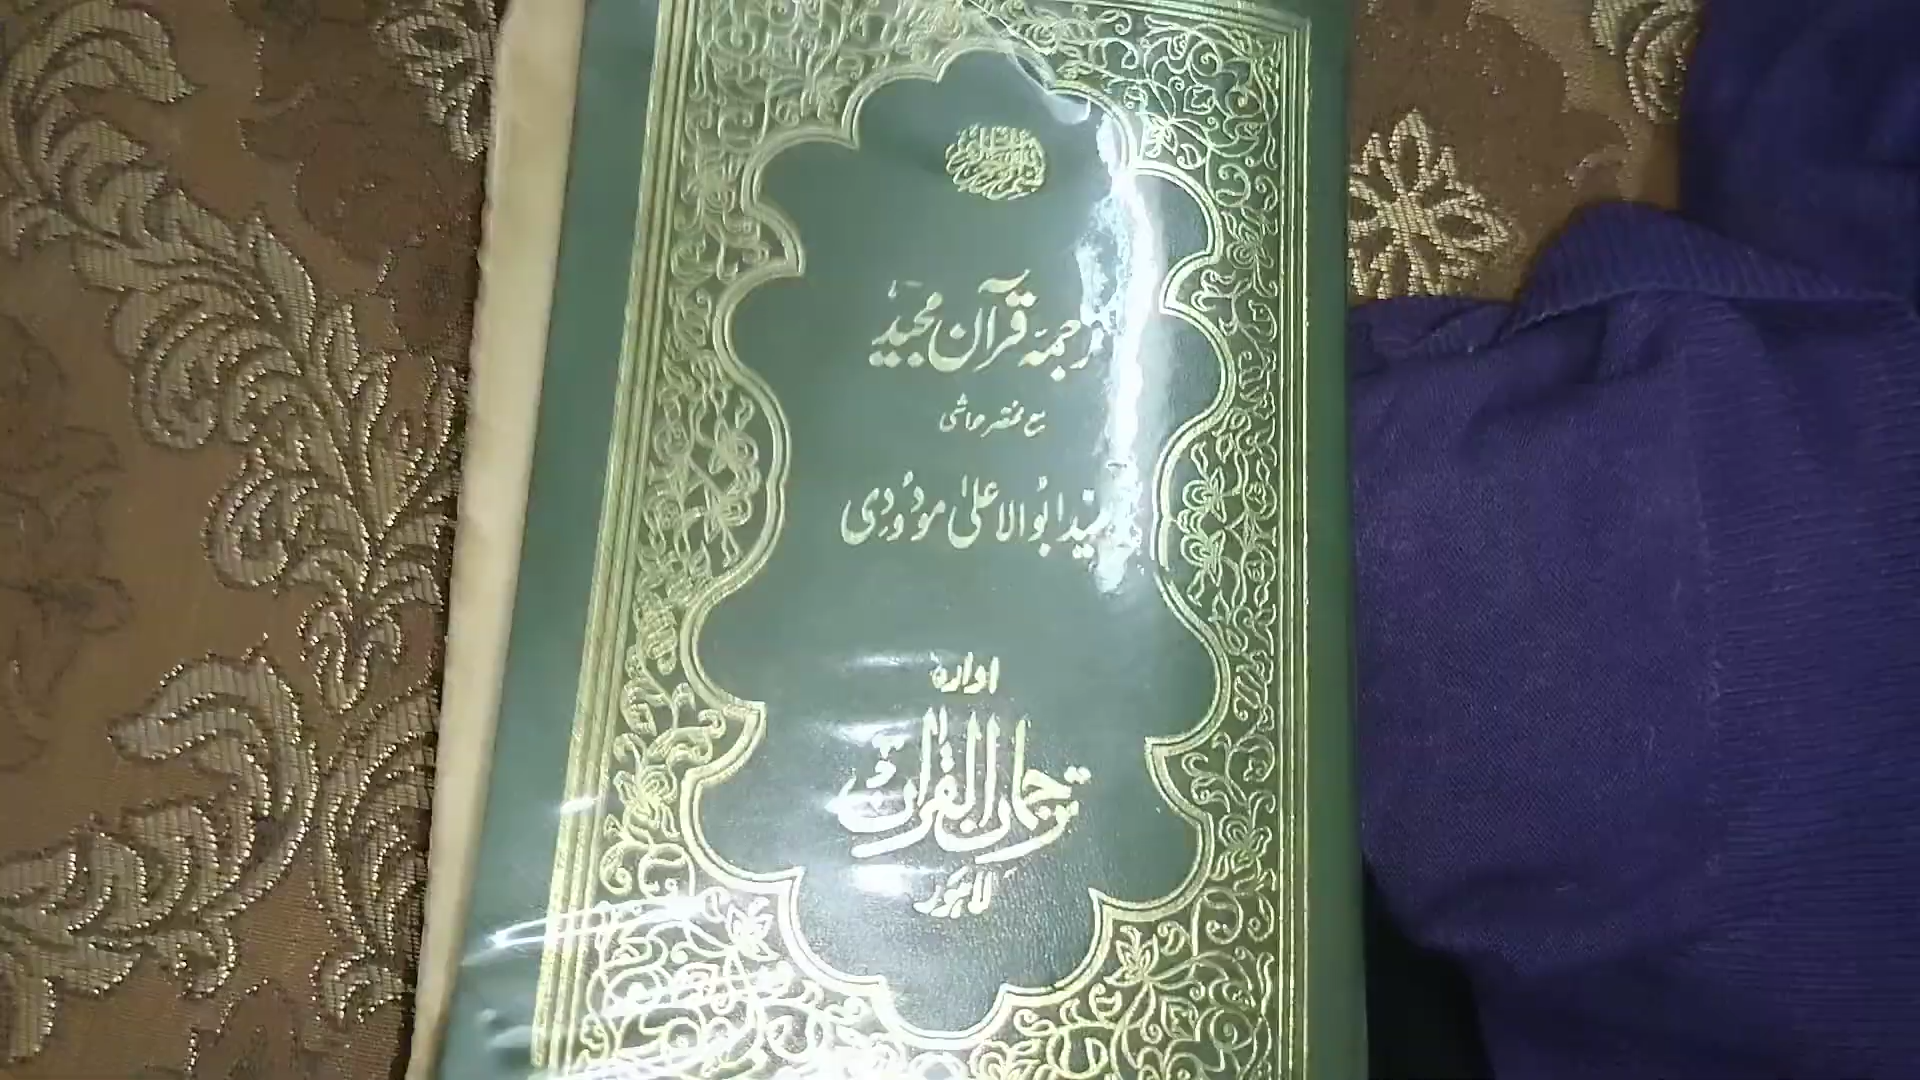 ترجمۂ قرآن مجید
مع مختصر حواشی
سید ابوالاعلیٰ مودودی
ادارہ
ترجمان القرآن
لاہور